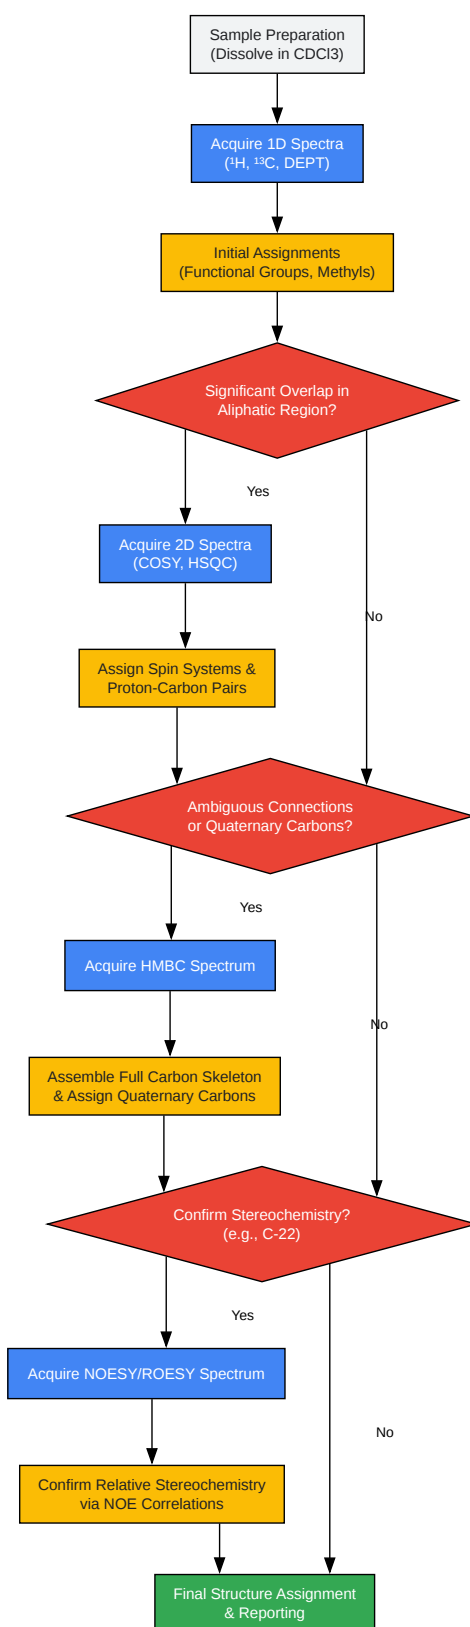 Sample Preparation
(Dissolve in CDCl3)
Acquire 1D Spectra
(¹H, ¹³C, DEPT)
Initial Assignments
(Functional Groups, Methyls)
Significant Overlap in
Aliphatic Region?
Yes
Acquire 2D Spectra
(COSY, HSQC)
No
Assign Spin Systems &
Proton-Carbon Pairs
Ambiguous Connections
or Quaternary Carbons?
Yes
Acquire HMBC Spectrum
No
Assemble Full Carbon Skeleton
& Assign Quaternary Carbons
Confirm Stereochemistry?
(e.g., C-22)
Yes
Acquire NOESY/ROESY Spectrum
No
Confirm Relative Stereochemistry
via NOE Correlations
Final Structure Assignment
& Reporting